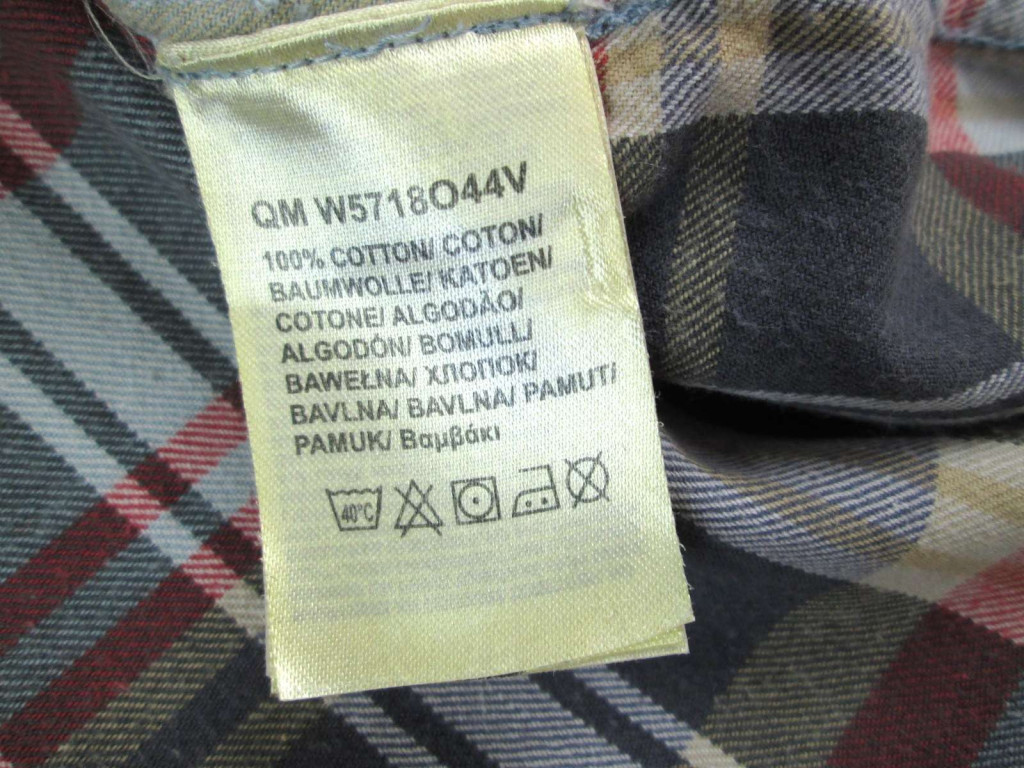 QM W5718O44V
100% COTTON/ COTON/
BAUMWOLLE/ KATOEN/
COTONE/ ALGODÃO/
ALGODÓN/ BOMULL/
BAWEŁNA/ ХЛОПОК/
BAVLNA/ BAVLNA/ PAMUT/
PAMUK/ Βαμβάκι
40°C